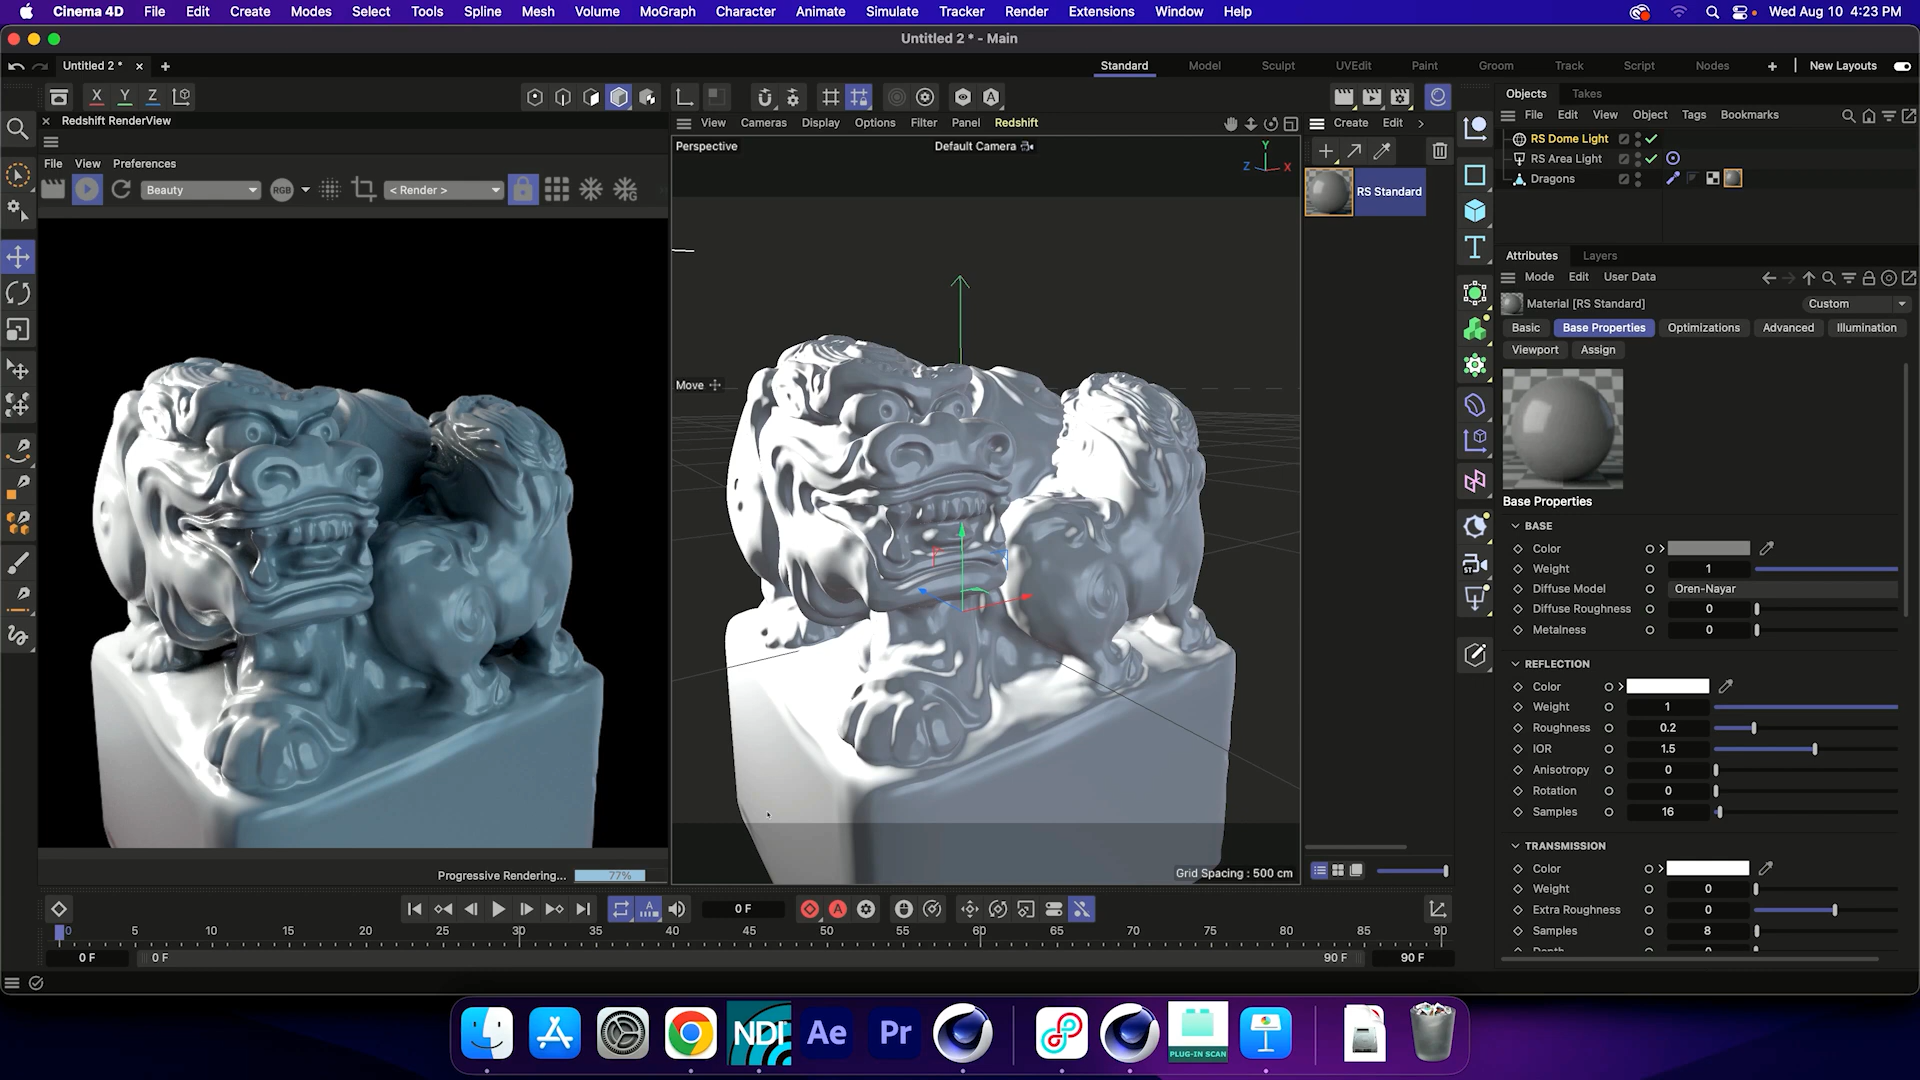 Cinema 4D File Edit Create Modes Select Tools Spline Mesh Volume MoGraph Character Animate Simulate Tracker Render Extensions Window Help Wed Aug 10 4:23 PM
Untitled 2 * - Main
Untitled 2 * × + Standard Model Sculpt UVEdit Paint Groom Track Script Nodes + New Layouts
X Y Z
Redshift RenderView
File View Preferences
Beauty RGB < Render >
Progressive Rendering... 77%
View Cameras Display Options Filter Panel Redshift
Perspective Default Camera
Y
Z X
Move
Grid Spacing : 500 cm
Create Edit
RS Standard
Objects Takes
File Edit View Object Tags Bookmarks
RS Dome Light
RS Area Light
Dragons
Attributes Layers
Mode Edit User Data
Material [RS Standard] Custom
Basic Base Properties Optimizations Advanced Illumination
Viewport Assign
Base Properties
BASE
Color
Weight 1
Diffuse Model Oren-Nayar
Diffuse Roughness 0
Metalness 0
REFLECTION
Color
Weight 1
Roughness 0.2
IOR 1.5
Anisotropy 0
Rotation 0
Samples 16
TRANSMISSION
Color
Weight 0
Extra Roughness 0
Samples 8
Depth 0
0 F
0 5 10 15 20 25 30 35 40 45 50 55 60 65 70 75 80 85 90
0 F 0 F 90 F 90 F
NDI Ae Pr PLUG-IN SCAN